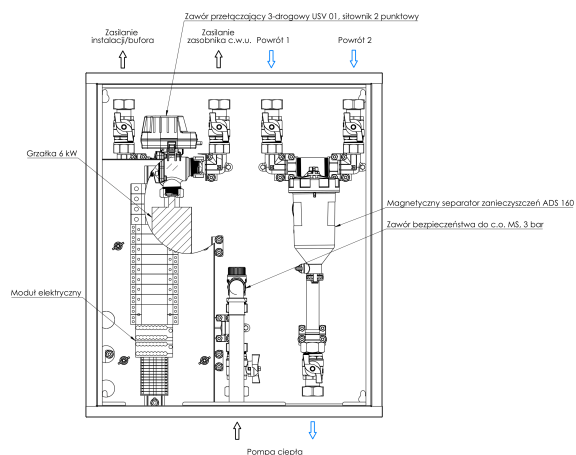 Zawór przełączający 3-drogowy USV 01, siłownik 2 punktowy
Zasilanie
instalacji/bufora
Zasilanie
zasobnika c.w.u.
Powrót 1
Powrót 2
Grzałka 6 kW
Magnetyczny separator zanieczyszczeń ADS 160
Zawór bezpieczeństwa do c.o. MS, 3 bar
Moduł elektryczny
Pompa ciepła